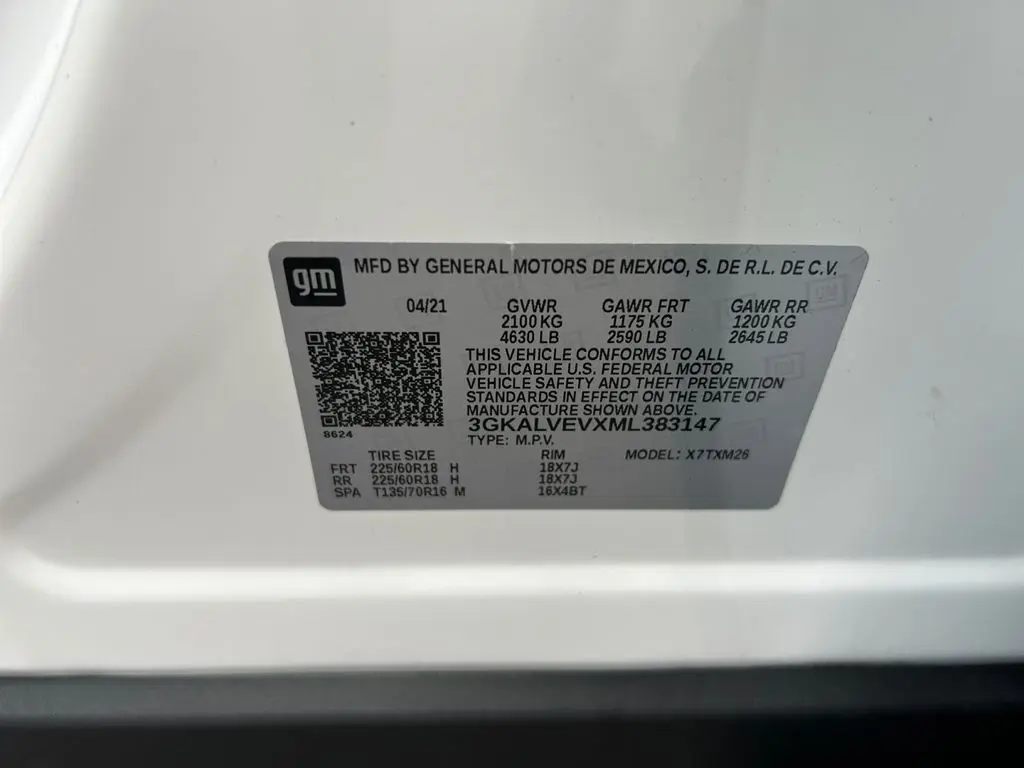 gm MFD BY GENERAL MOTORS DE MEXICO, S. DE R.L. DE C.V.
04/21 GVWR GAWR FRT GAWR RR
2100 KG 1175 KG 1200 KG
4630 LB 2590 LB 2645 LB
THIS VEHICLE CONFORMS TO ALL
APPLICABLE U.S. FEDERAL MOTOR
VEHICLE SAFETY AND THEFT PREVENTION
STANDARDS IN EFFECT ON THE DATE OF
MANUFACTURE SHOWN ABOVE.
3GKALVEVXML383147
8624
TYPE: M.P.V.
TIRE SIZE RIM MODEL: X7TXM26
FRT 225/60R18 H 18X7J
RR 225/60R18 H 18X7J
SPA T135/70R16 M 16X4BT